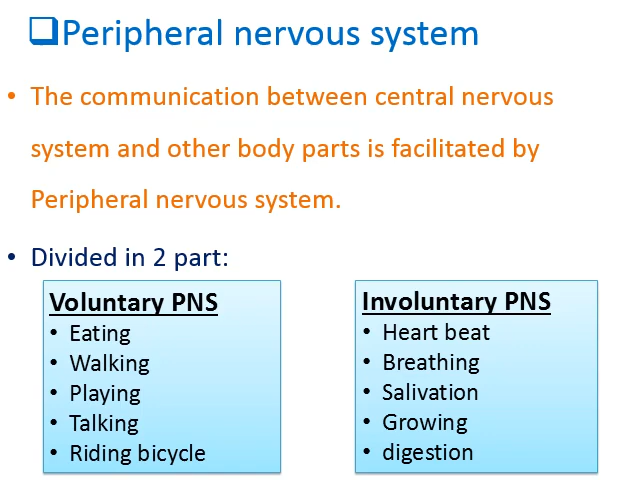 ❑Peripheral nervous system
• The communication between central nervous
system and other body parts is facilitated by
Peripheral nervous system.
• Divided in 2 part:
Voluntary PNS
• Eating
• Walking
• Playing
• Talking
• Riding bicycle
Involuntary PNS
• Heart beat
• Breathing
• Salivation
• Growing
• digestion